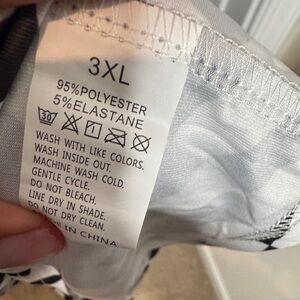 3XL
95%POLYESTER
5%ELASTANE
30
WASH WITH LIKE COLORS.
WASH INSIDE OUT.
MACHINE WASH COLD.
GENTLE CYCLE.
DO NOT BLEACH.
LINE DRY IN SHADE.
DO NOT DRY CLEAN.
IN CHINA